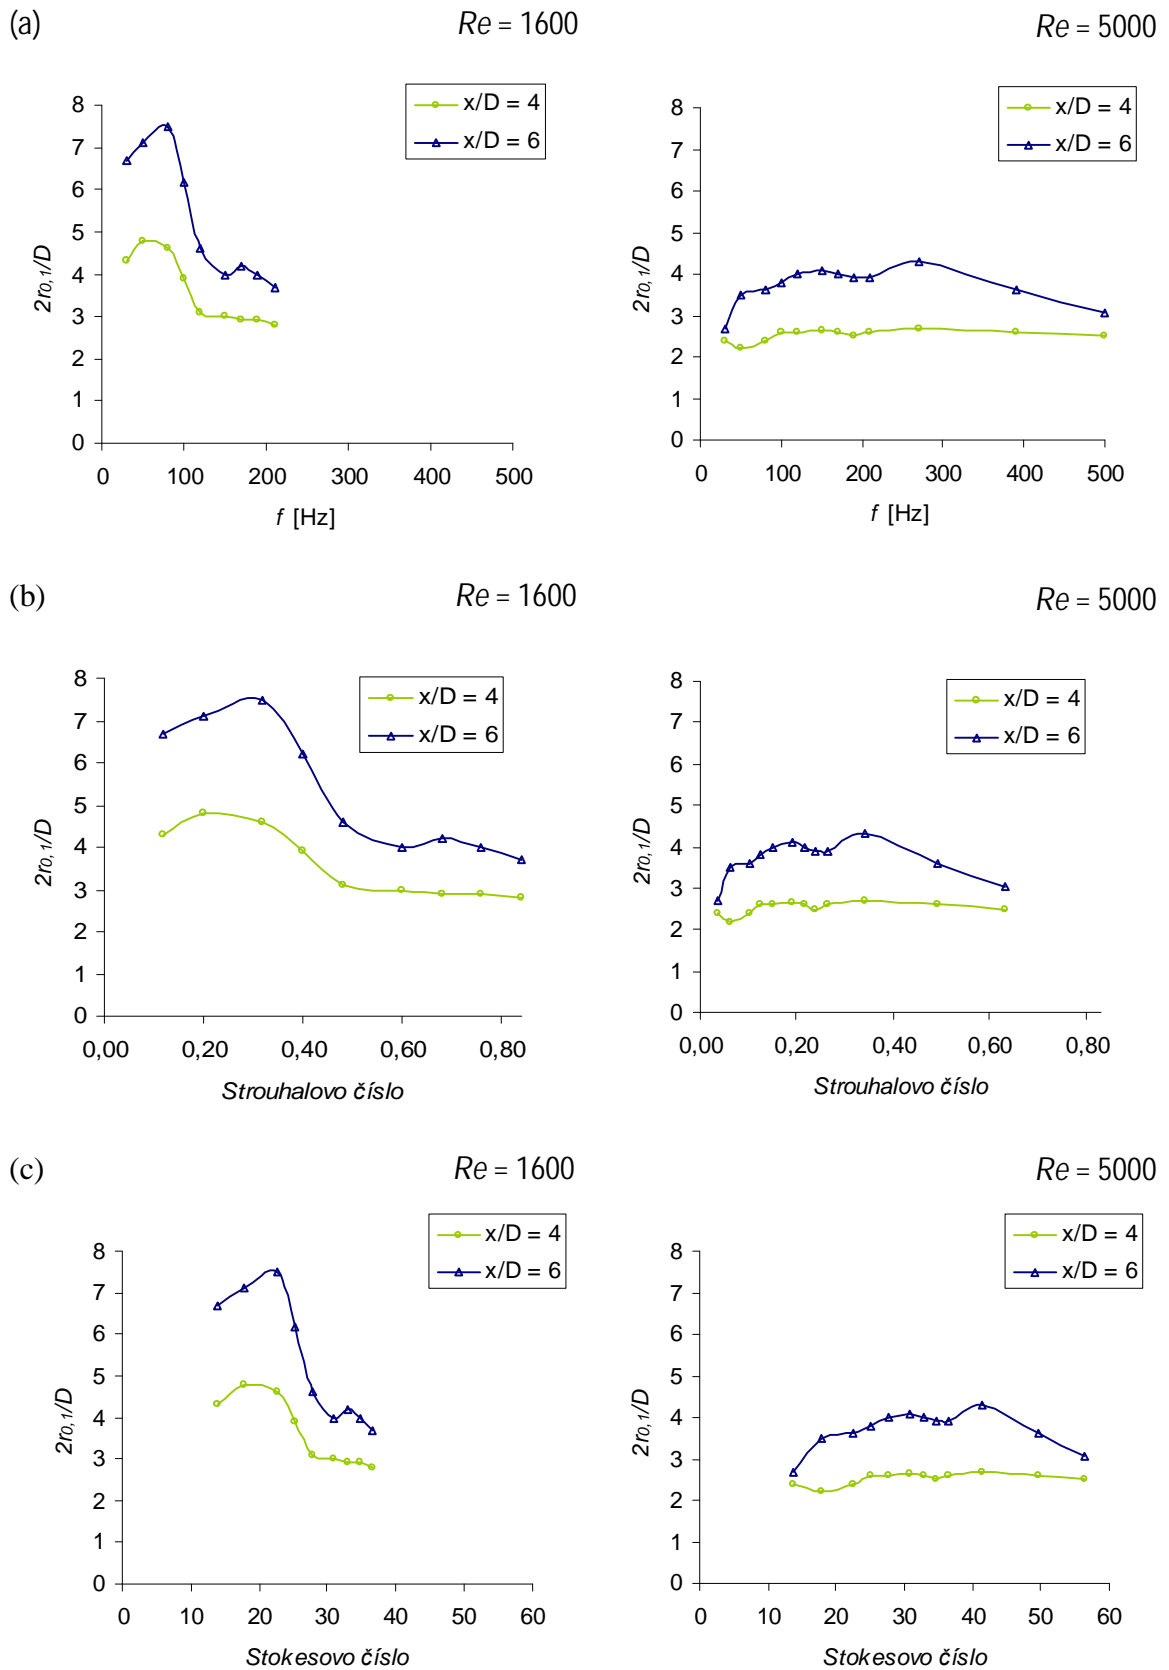 (a)
Re = 1600
Re = 5000
x/D = 4
x/D = 6
8
7
6
5
4
3
2
1
0
2r0,1/D
0 100 200 300 400 500
f [Hz]
x/D = 4
x/D = 6
8
7
6
5
4
3
2
1
0
2r0,1/D
0 100 200 300 400 500
f [Hz]
(b)
Re = 1600
Re = 5000
x/D = 4
x/D = 6
8
7
6
5
4
3
2
1
0
2r0,1/D
0,00 0,20 0,40 0,60 0,80
Strouhalovo číslo
x/D = 4
x/D = 6
8
7
6
5
4
3
2
1
0
2r0,1/D
0,00 0,20 0,40 0,60 0,80
Strouhalovo číslo
(c)
Re = 1600
Re = 5000
x/D = 4
x/D = 6
8
7
6
5
4
3
2
1
0
2r0,1/D
0 10 20 30 40 50 60
Stokesovo číslo
x/D = 4
x/D = 6
8
7
6
5
4
3
2
1
0
2r0,1/D
0 10 20 30 40 50 60
Stokesovo číslo